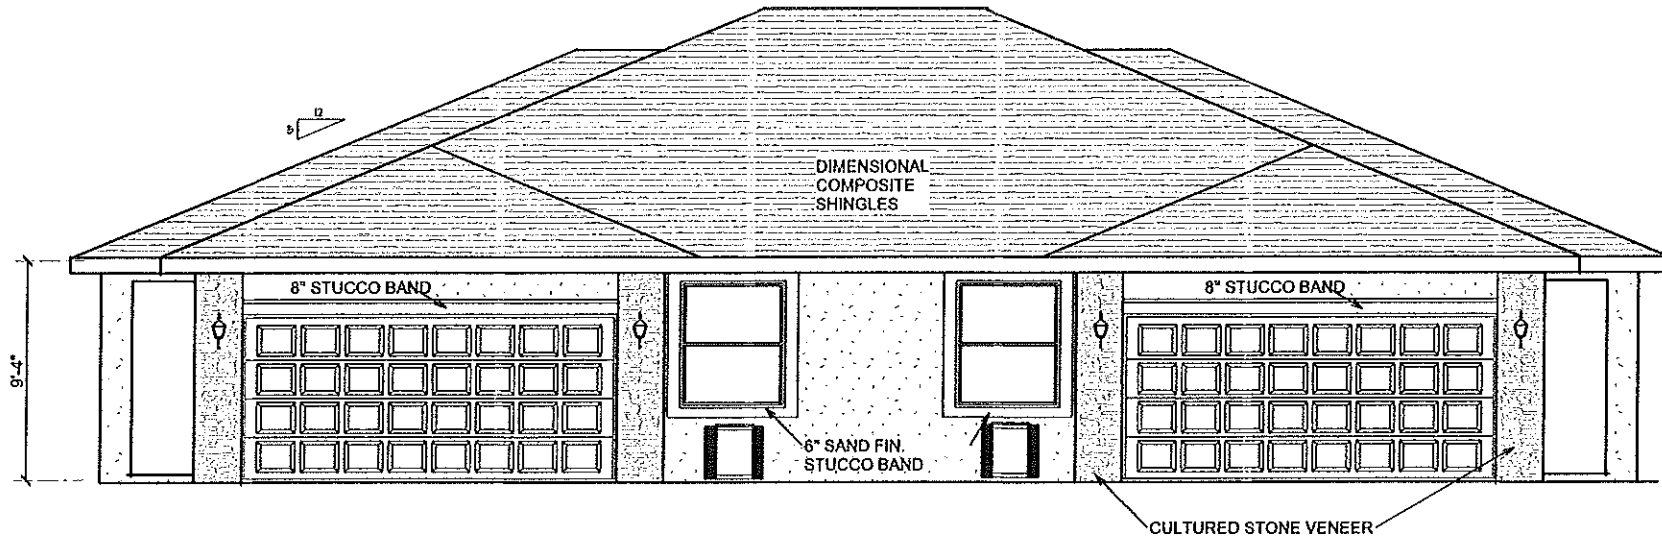 12
5
DIMENSIONAL
COMPOSITE
SHINGLES
8" STUCCO BAND
8" STUCCO BAND
9'-4"
6" SAND FIN.
STUCCO BAND
CULTURED STONE VENEER